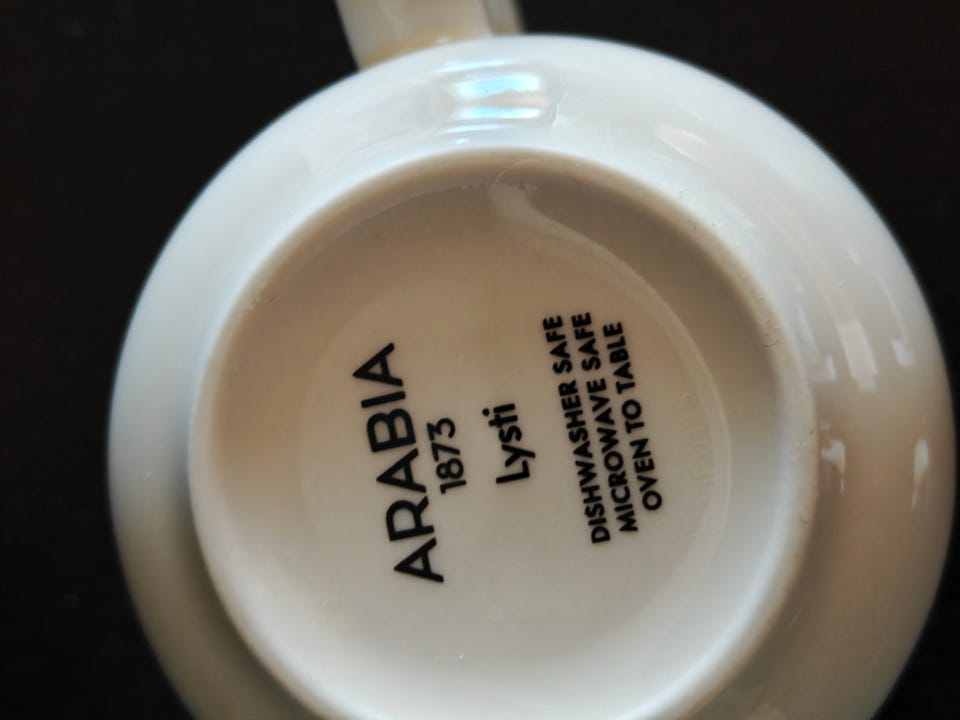 ARABIA
1873
Lysti
DISHWASHER SAFE
MICROWAVE SAFE
OVEN TO TABLE